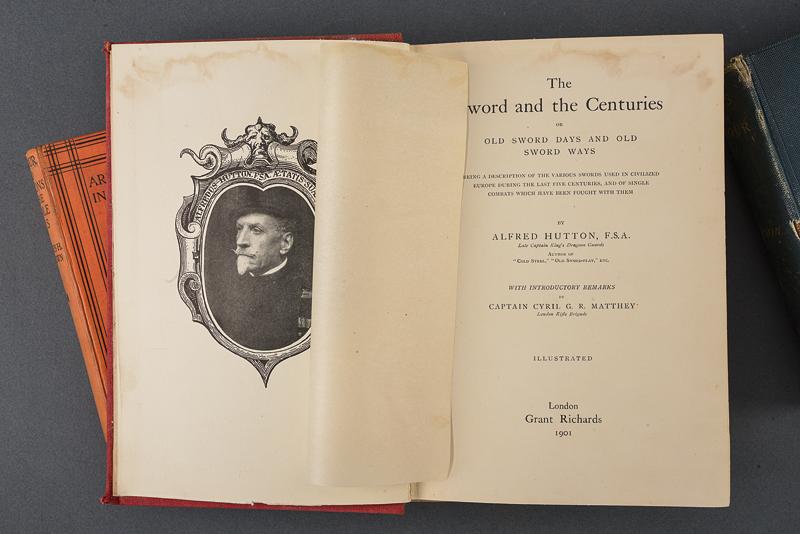 ALFREDUS·HUTTON·F.S.A. ÆTATIS·SUÆ
The
word and the Centuries
OR
OLD SWORD DAYS AND OLD
SWORD WAYS
BEING A DESCRIPTION OF THE VARIOUS SWORDS USED IN CIVILIZED
EUROPE DURING THE LAST FIVE CENTURIES, AND OF SINGLE
COMBATS WHICH HAVE BEEN FOUGHT WITH THEM
BY
ALFRED HUTTON, F.S.A.
Late Captain King's Dragoon Guards
AUTHOR OF
"COLD STEEL," "OLD SWORD-PLAY," ETC.
WITH INTRODUCTORY REMARKS
BY
CAPTAIN CYRIL G. R. MATTHEY
London Rifle Brigade
ILLUSTRATED
London
Grant Richards
1901
AR
IN